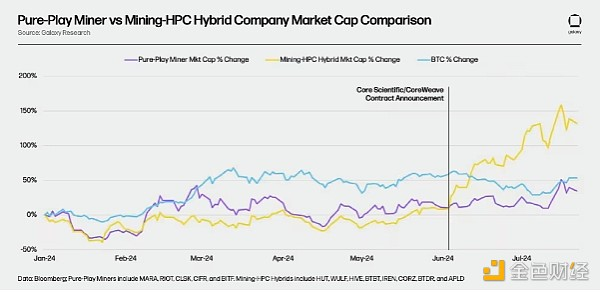 Pure-Play Miner vs Mining-HPC Hybrid Company Market Cap Comparison
Source: Galaxy Research
galaxy
Pure-Play Miner Mkt Cap % Change
Mining-HPC Hybrid Mkt Cap % Change
BTC % Change
Core Scientific/CoreWeave
Contract Announcement
200%
150%
100%
50%
0%
-50%
Jan-24
Feb-24
Mar-24
Apr-24
May-24
Jun-24
Jul-24
Data: Bloomberg; Pure-Play Miners include MARA, RIOT, CLSK, CIFR, and BITF. Mining-HPC Hybrids include HUT, WULF, HIVE, BTBT, IREN, CORZ, BTDR, and APLD
金色财经